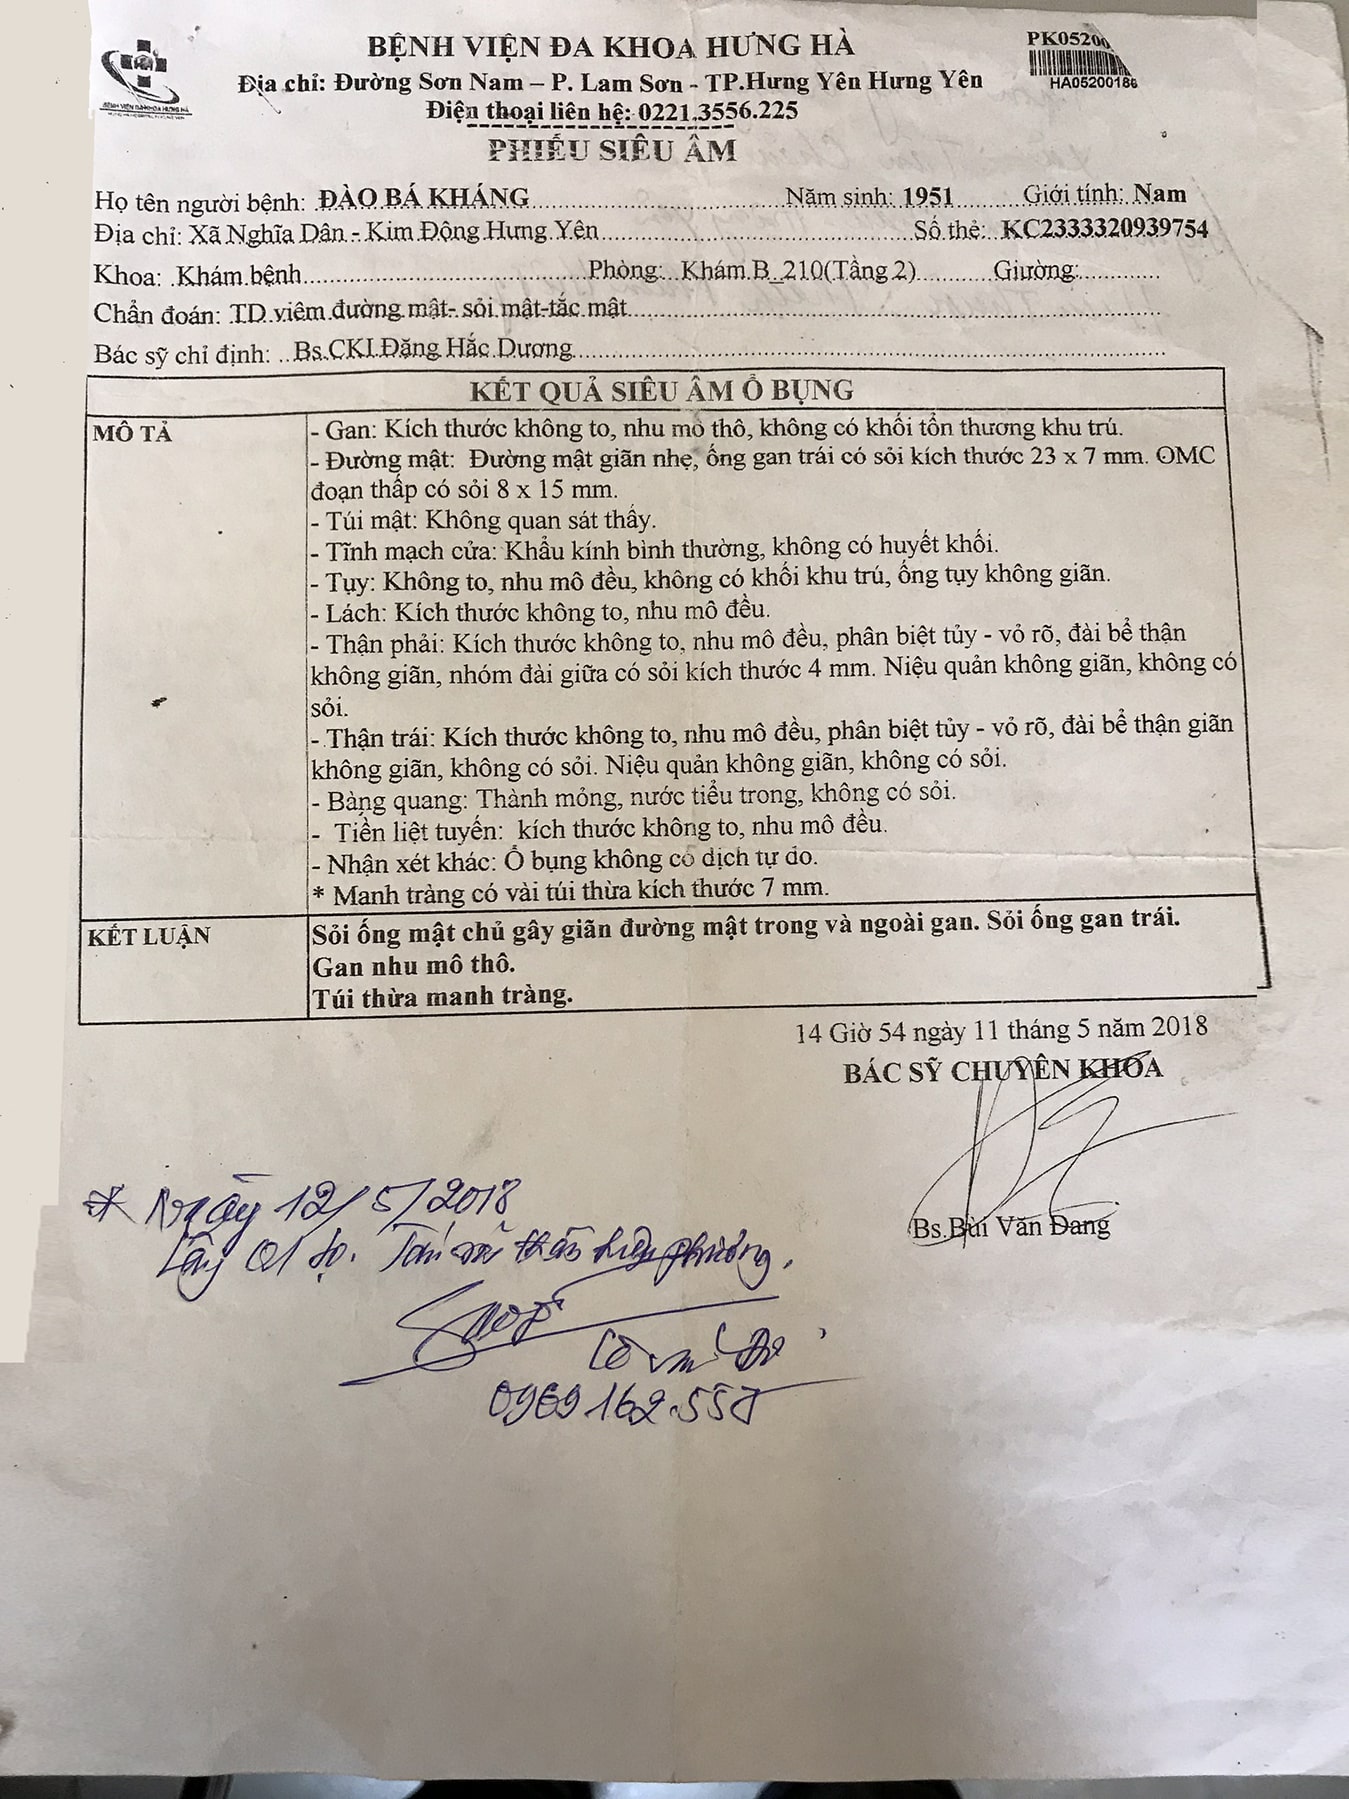 BỆNH VIỆN ĐA KHOA HƯNG HÀ
Địa chỉ: Đường Sơn Nam – P. Lam Sơn - TP.Hưng Yên Hưng Yên
Điện thoại liên hệ: 0221.3556.225
PHIẾU SIÊU ÂM
PK0520
HA05200186
BỆNH VIỆN ĐA KHOA HƯNG HÀ
Họ tên người bệnh: ĐÀO BÁ KHÁNG Năm sinh: 1951 Giới tính: Nam
Địa chỉ: Xã Nghĩa Dân - Kim Động Hưng Yên Số thẻ: KC2333320939754
Khoa: Khám bệnh Phòng: Khám B_210(Tầng 2) Giường:
Chẩn đoán: TD viêm đường mật- sỏi mật-tắc mật
Bác sỹ chỉ định: Bs.CKI.Đặng Hắc Dương
KẾT QUẢ SIÊU ÂM Ổ BỤNG
MÔ TẢ
- Gan: Kích thước không to, nhu mô thô, không có khối tổn thương khu trú.
- Đường mật: Đường mật giãn nhẹ, ống gan trái có sỏi kích thước 23 x 7 mm. OMC
đoạn thấp có sỏi 8 x 15 mm.
- Túi mật: Không quan sát thấy.
- Tĩnh mạch cửa: Khẩu kính bình thường, không có huyết khối.
- Tụy: Không to, nhu mô đều, không có khối khu trú, ống tụy không giãn.
- Lách: Kích thước không to, nhu mô đều.
- Thận phải: Kích thước không to, nhu mô đều, phân biệt tủy - vỏ rõ, đài bể thận
không giãn, nhóm đài giữa có sỏi kích thước 4 mm. Niệu quản không giãn, không có
sỏi.
- Thận trái: Kích thước không to, nhu mô đều, phân biệt tủy - vỏ rõ, đài bể thận giãn
không giãn, không có sỏi. Niệu quản không giãn, không có sỏi.
- Bàng quang: Thành mỏng, nước tiểu trong, không có sỏi.
- Tiền liệt tuyến: kích thước không to, nhu mô đều.
- Nhận xét khác: Ổ bụng không có dịch tự do.
* Manh tràng có vài túi thừa kích thước 7 mm.
KẾT LUẬN
Sỏi ống mật chủ gây giãn đường mật trong và ngoài gan. Sỏi ống gan trái.
Gan nhu mô thô.
Túi thừa manh tràng.
14 Giờ 54 ngày 11 tháng 5 năm 2018
BÁC SỸ CHUYÊN KHOA
Bs.Bùi Văn Đang
* Ngày 12/5/2018
Lấy 01 phương.
0969162.557